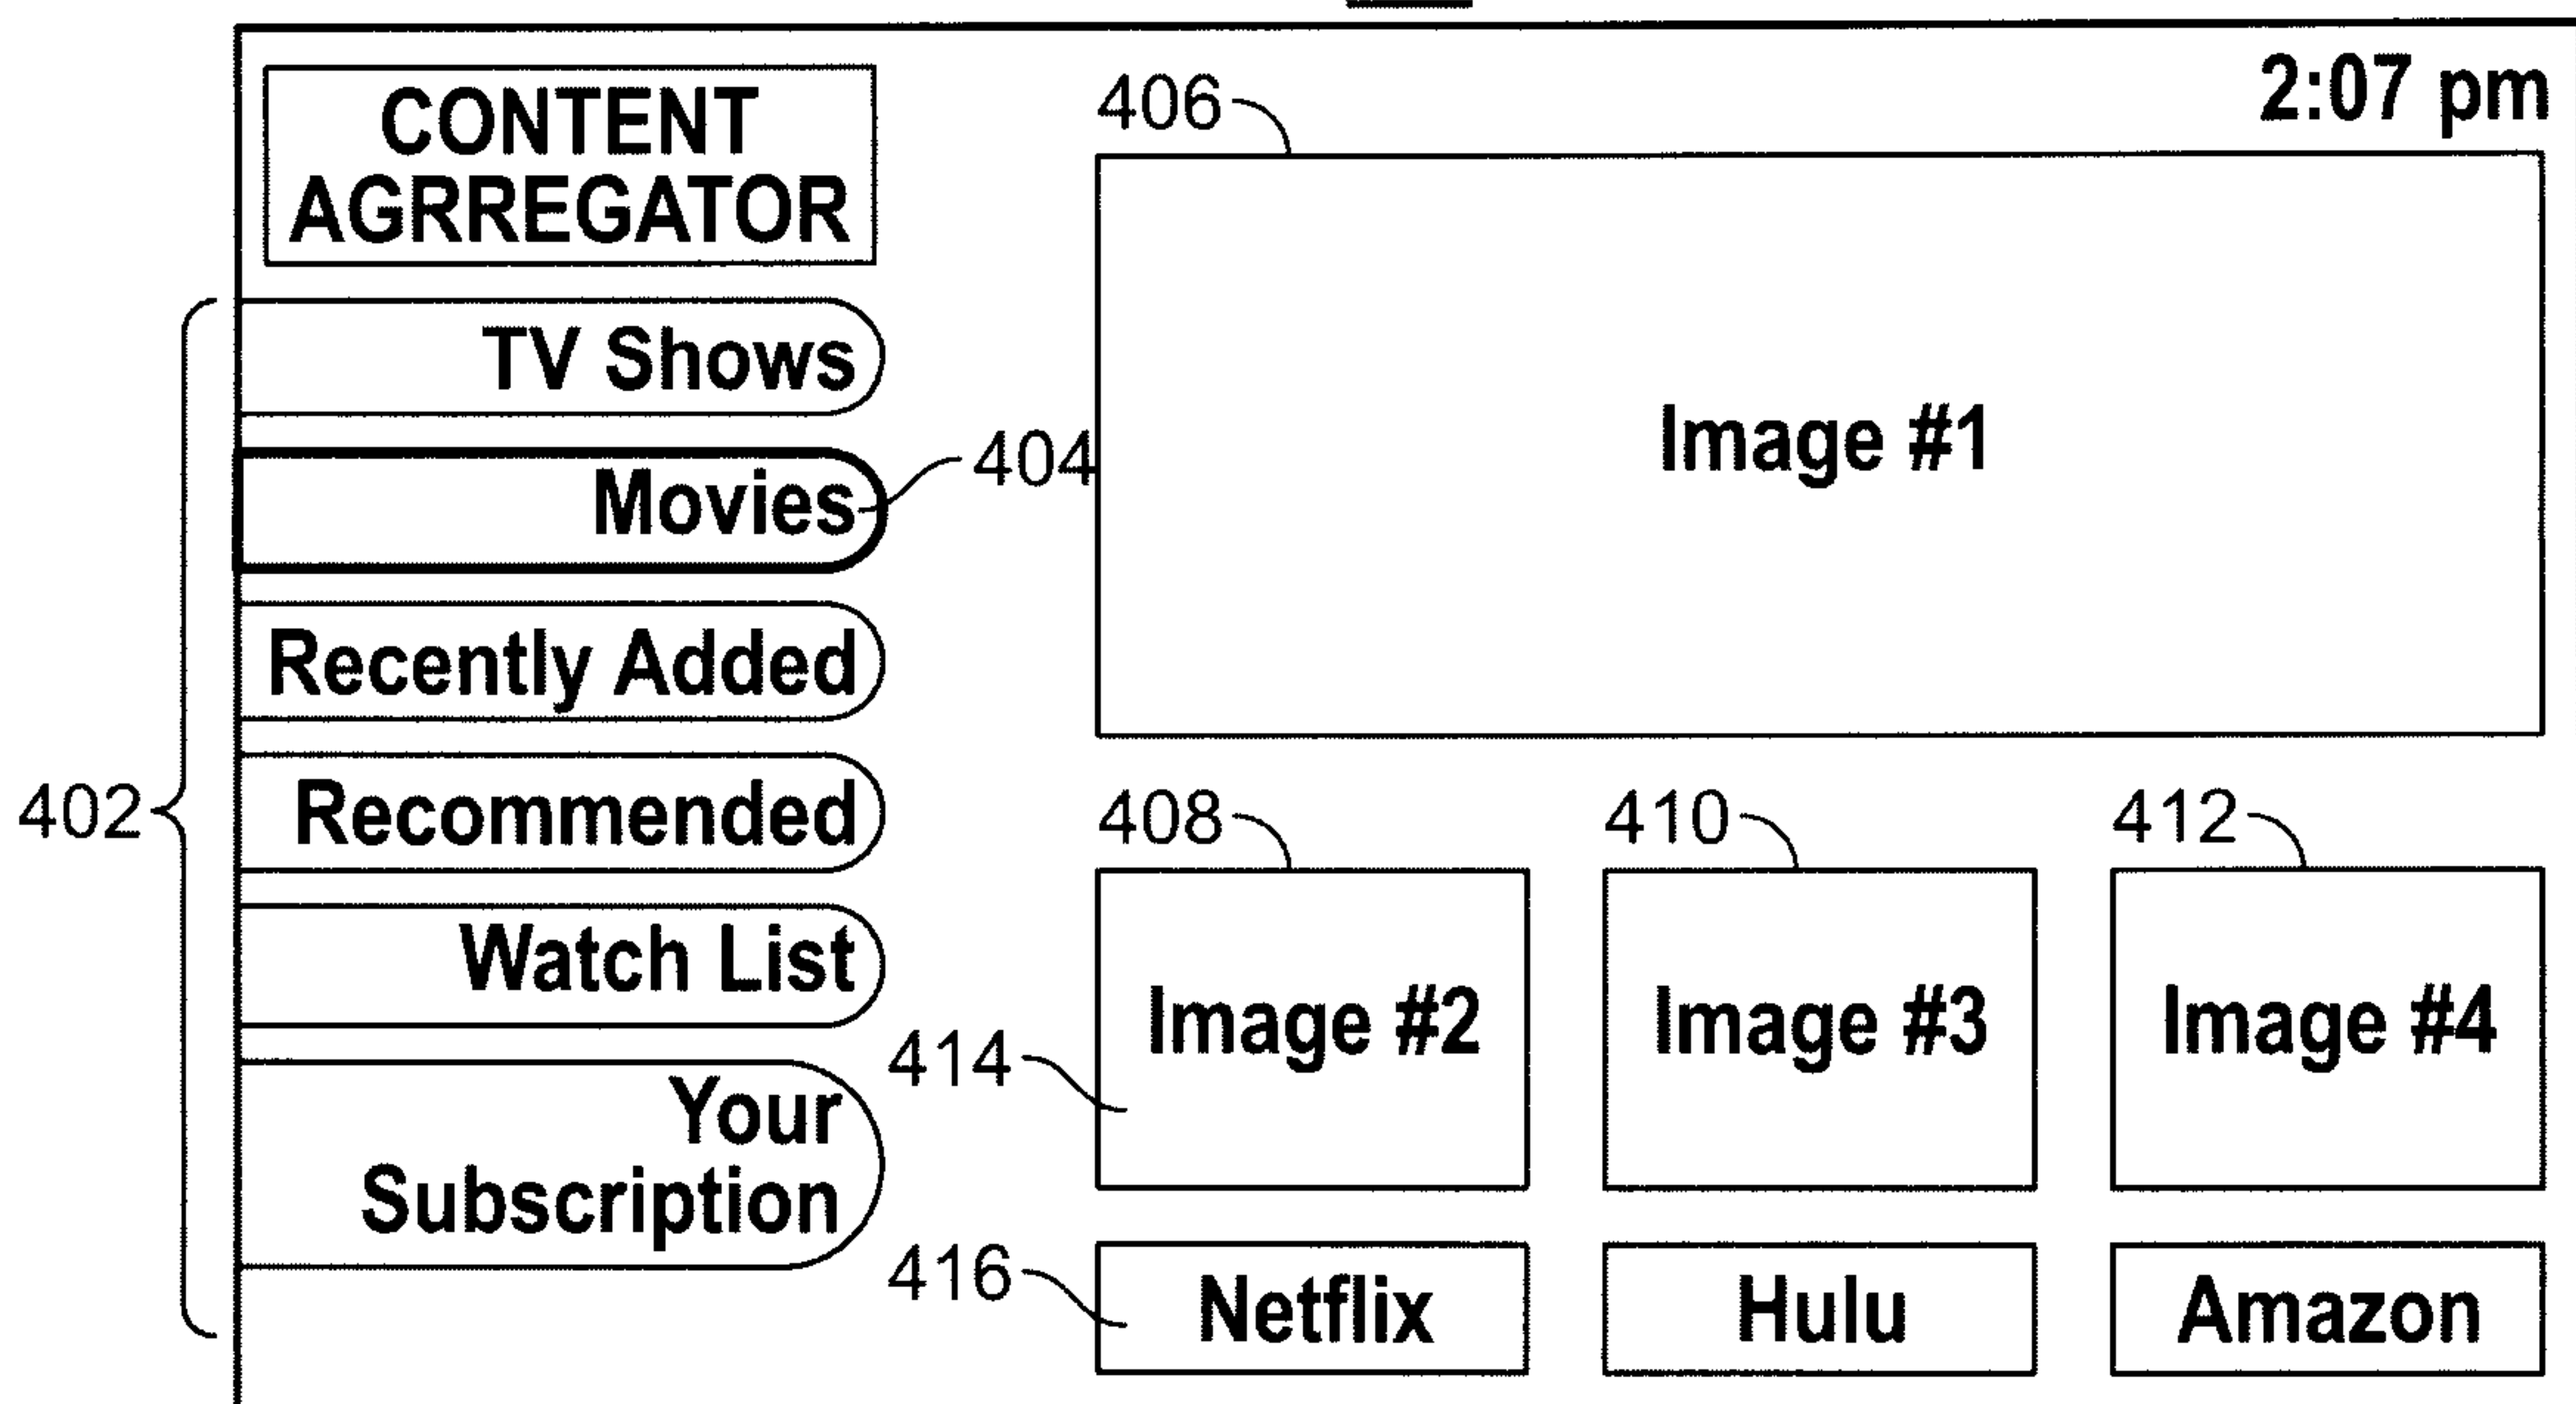 2:07 pm
CONTENT
AGRREGATOR
406
TV Shows
Movies
404
Image #1
Recently Added
Recommended
402
408
410
412
Watch List
Image #2
Image #3
Image #4
414
Your
Subscription
416
Netflix
Hulu
Amazon